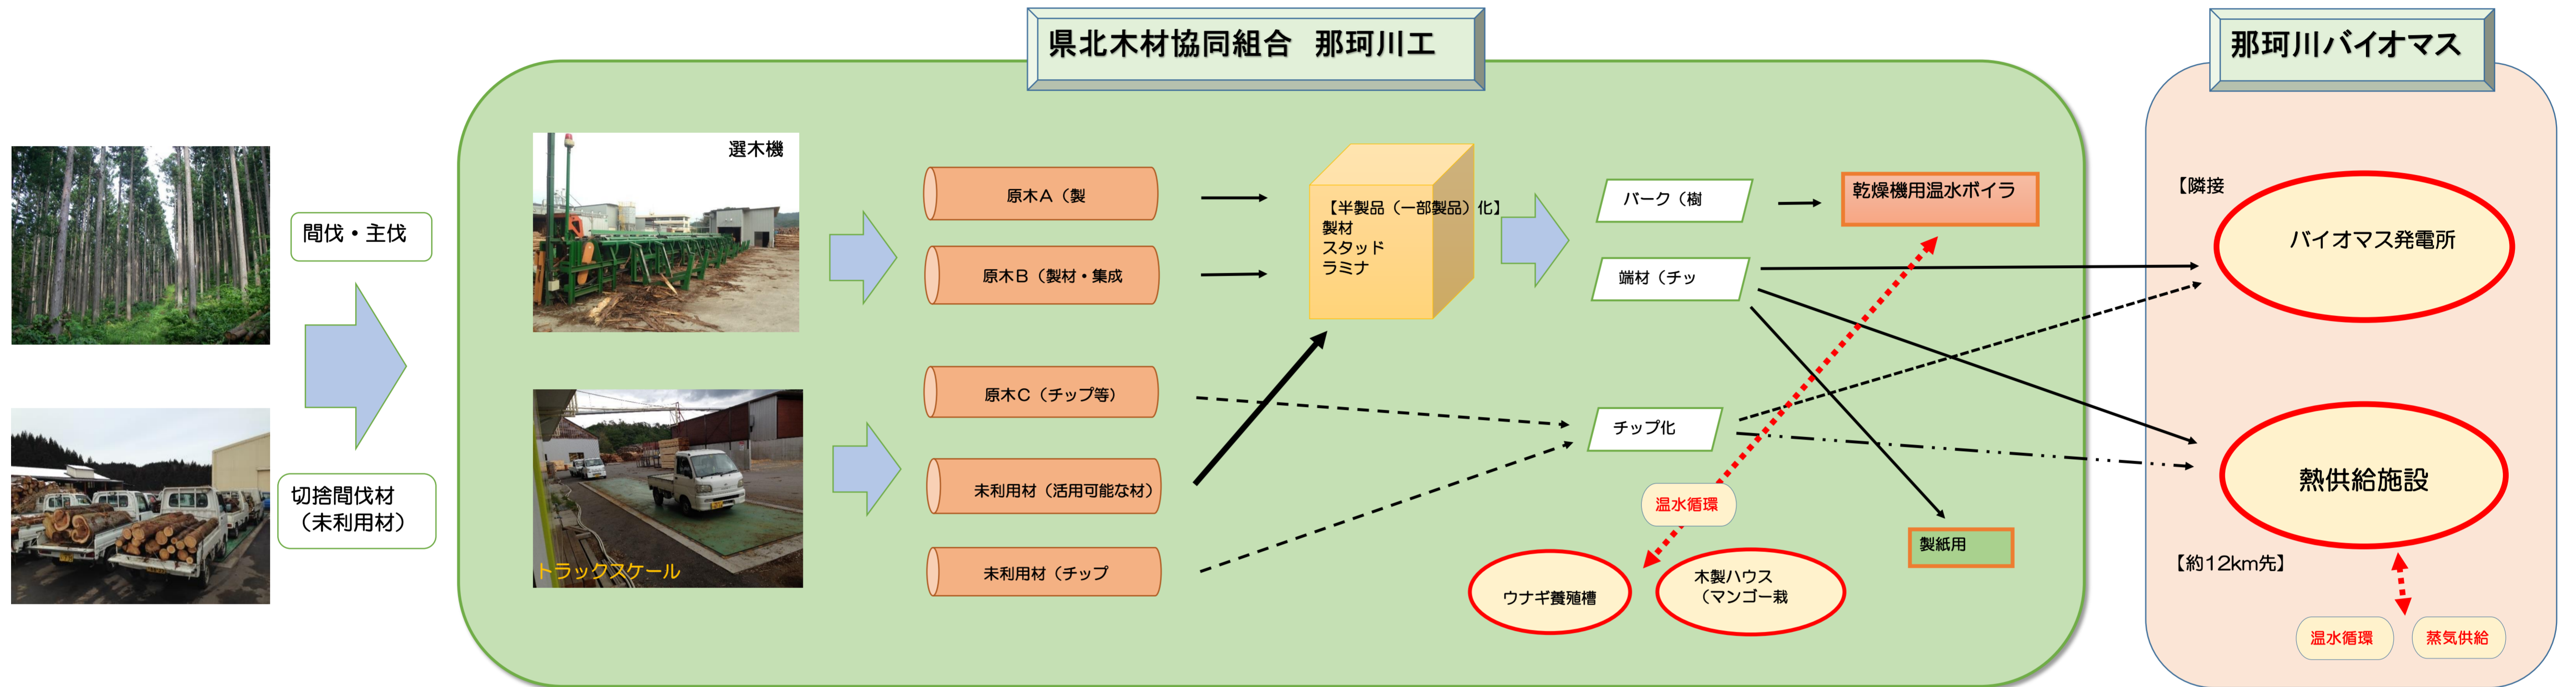 県北木材協同組合　那珂川工
那珂川バイオマス
間伐・主伐
切捨間伐材
（未利用材）
選木機
トラックスケール
原木A（製
原木B（製材・集成
原木C（チップ等）
未利用材（活用可能な材）
未利用材（チップ
【半製品（一部製品）化】
製材
スタッド
ラミナ
バーク（樹
端材（チッ
チップ化
乾燥機用温水ボイラ
温水循環
ウナギ養殖槽
木製ハウス
（マンゴー栽
製紙用
【隣接
バイオマス発電所
熱供給施設
【約12km先】
温水循環
蒸気供給